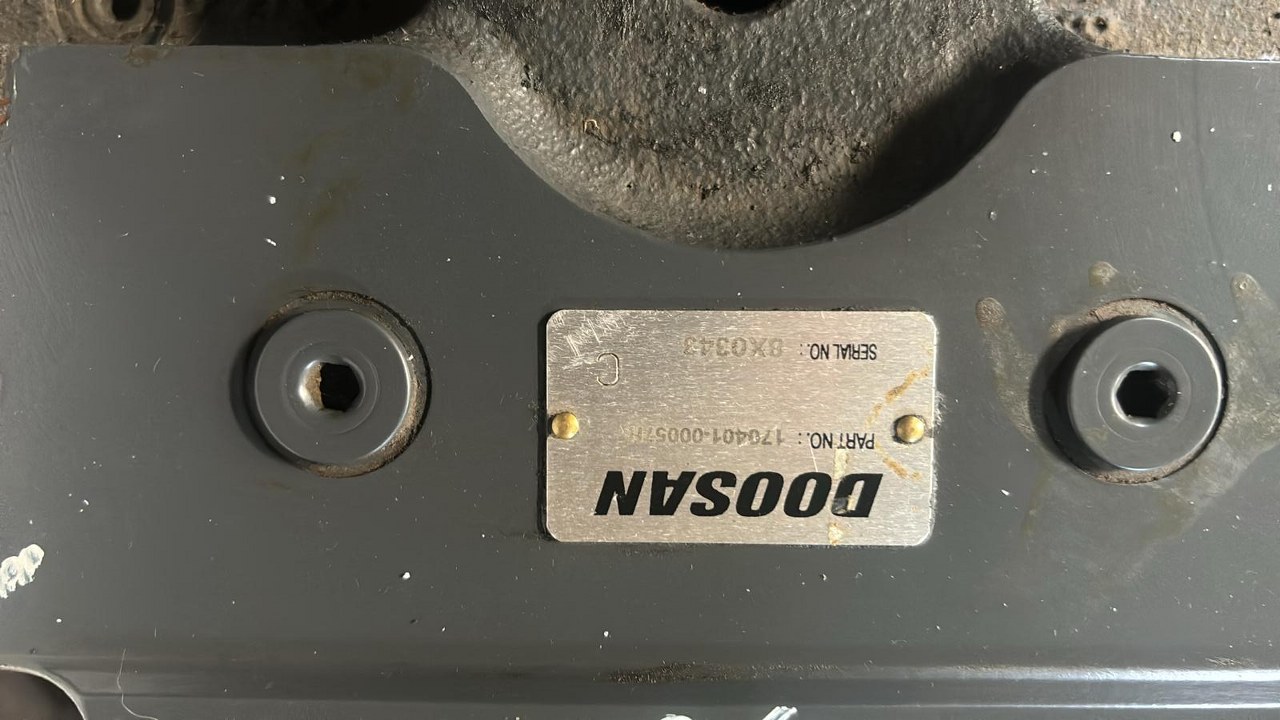 DOOSAN
PART NO. : 170401-00057
SERIAL NO. : 8X0343
C